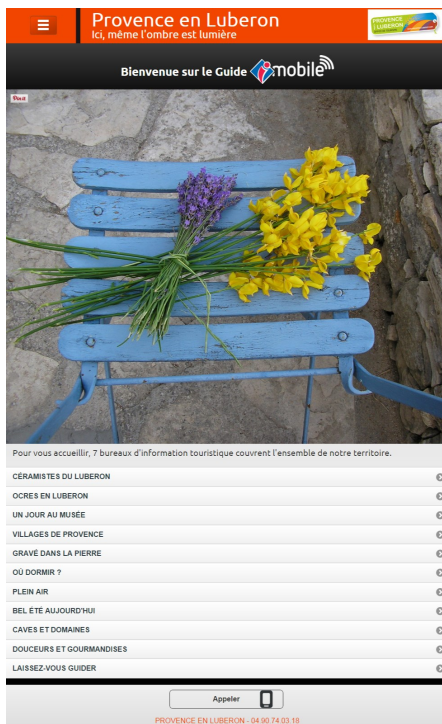 Provence en Luberon
Ici, même l'ombre est lumière
PROVENCE
LUBERON
Bienvenue sur le Guide imobile
Pinit
Pour vous accueillir, 7 bureaux d'information touristique couvrent l'ensemble de notre territoire.
CÉRAMISTES DU LUBERON
OCRES EN LUBERON
UN JOUR AU MUSÉE
VILLAGES DE PROVENCE
GRAVÉ DANS LA PIERRE
OÙ DORMIR ?
PLEIN AIR
BEL ÉTÉ AUJOURD'HUI
CAVES ET DOMAINES
DOUCEURS ET GOURMANDISES
LAISSEZ-VOUS GUIDER
Appeler
PROVENCE EN LUBERON - 04.90.74.03.18